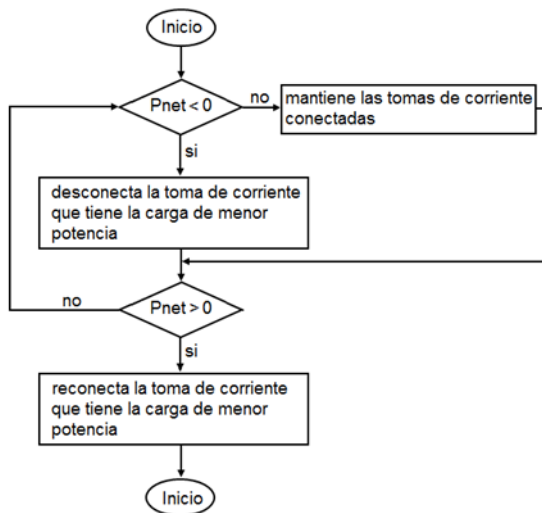 Inicio
Pnet < 0
no
mantiene las tomas de corriente
conectadas
si
desconecta la toma de corriente
que tiene la carga de menor
potencia
no
Pnet > 0
si
reconecta la toma de corriente
que tiene la carga de menor
potencia
Inicio